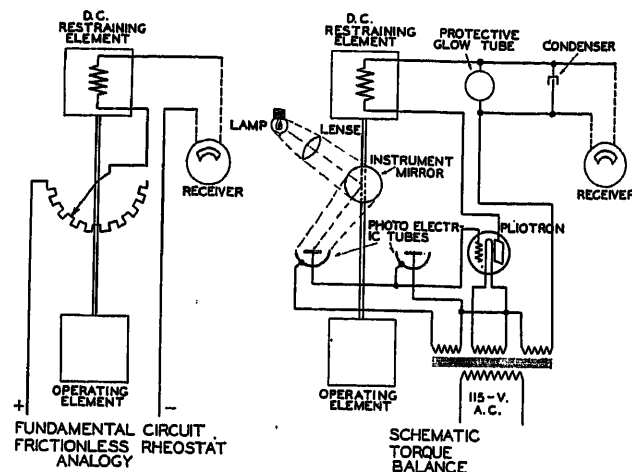 D.C.
RESTRAINING
ELEMENT
RECEIVER
OPERATING
ELEMENT
+
−
FUNDAMENTAL CIRCUIT
FRICTIONLESS RHEOSTAT
ANALOGY
D.C.
RESTRAINING
ELEMENT
PROTECTIVE
GLOW TUBE
CONDENSER
LAMP
LENSE
INSTRUMENT
MIRROR
RECEIVER
PHOTO ELECTR-
IC TUBES
PLIOTRON
OPERATING
ELEMENT
115-V.
A.C.
SCHEMATIC
TORQUE
BALANCE